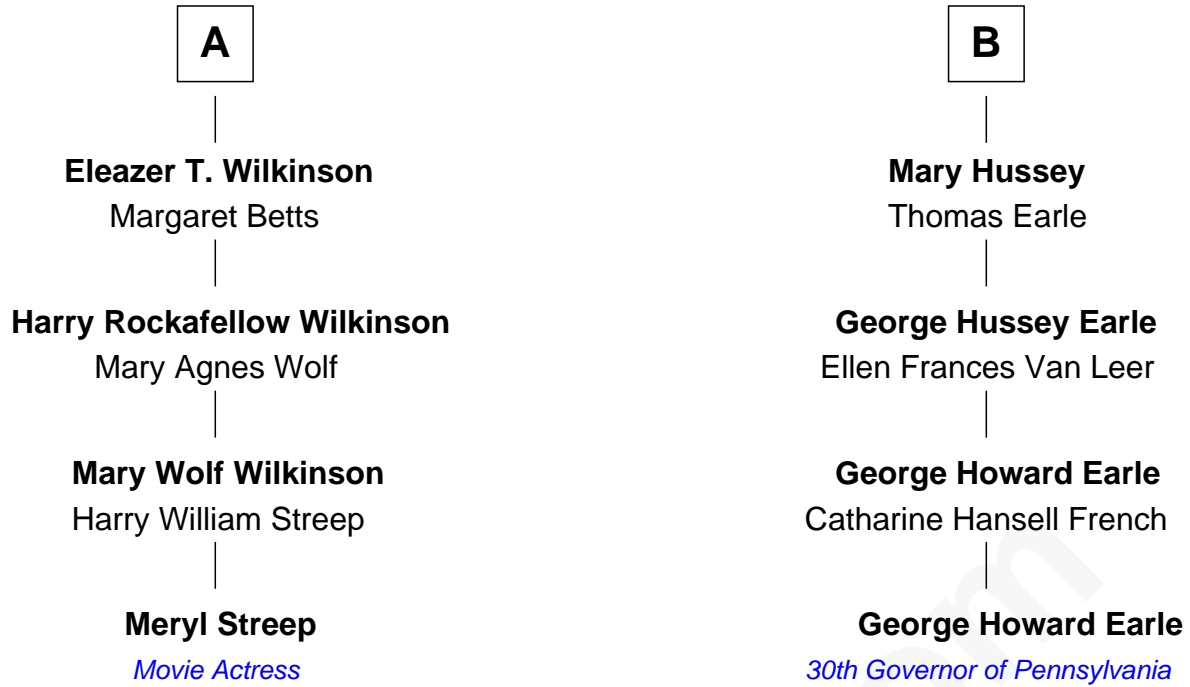 A
Eleazer T. Wilkinson
Margaret Betts
Harry Rockafellow Wilkinson
Mary Agnes Wolf
Mary Wolf Wilkinson
Harry William Streep
Meryl Streep
Movie Actress
B
Mary Hussey
Thomas Earle
George Hussey Earle
Ellen Frances Van Leer
George Howard Earle
Catharine Hansell French
George Howard Earle
30th Governor of Pennsylvania
om